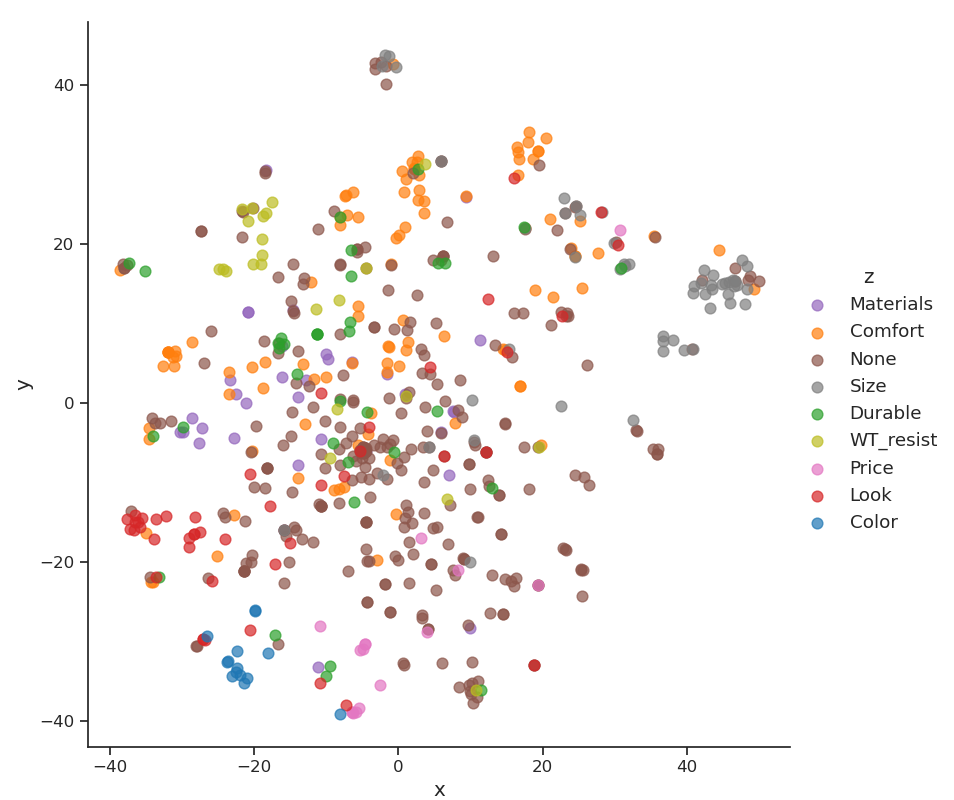 40
20
0
−20
−40
y
−40
−20
0
20
40
x
z
Materials
Comfort
None
Size
Durable
WT_resist
Price
Look
Color